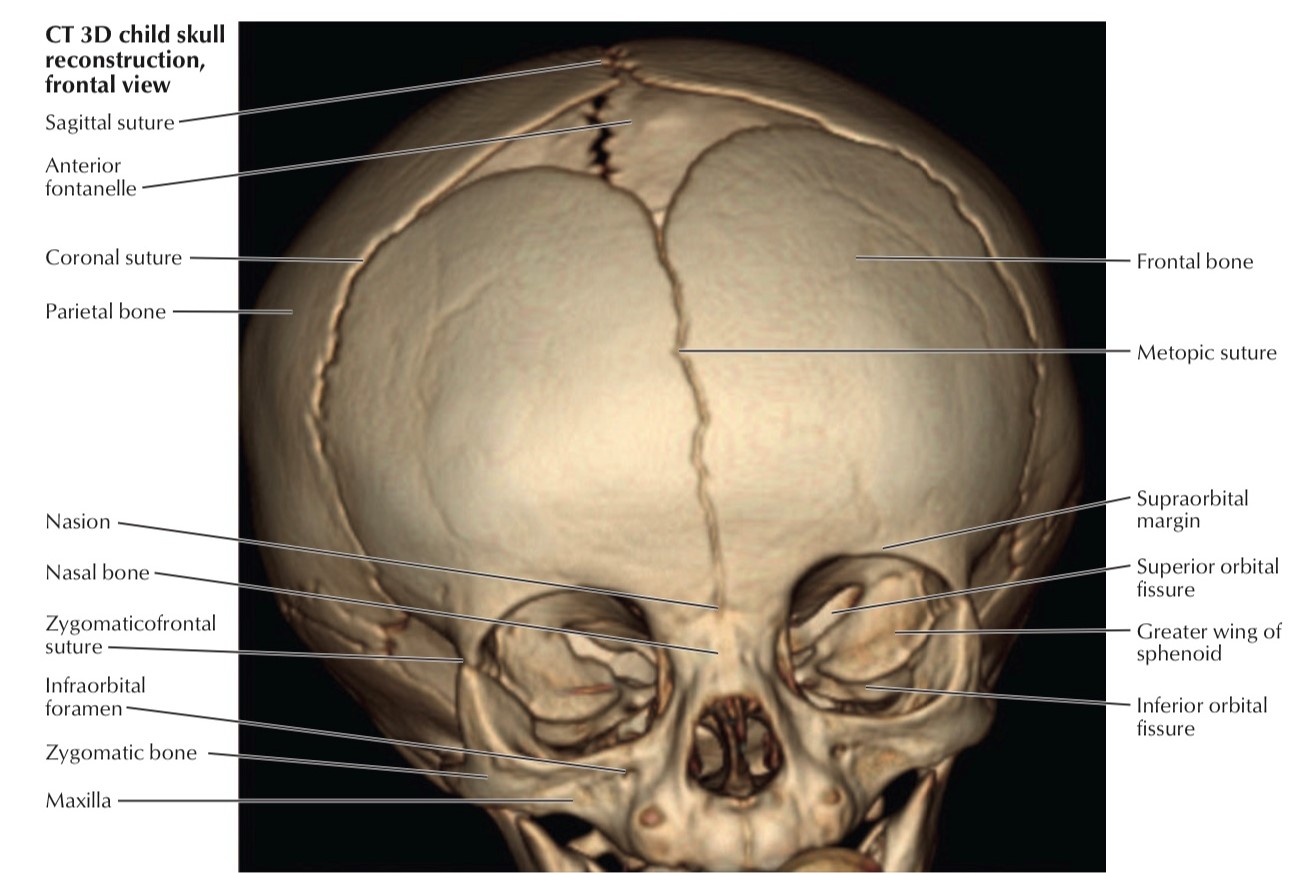 CT 3D child skull
reconstruction,
frontal view
Sagittal suture
Anterior
fontanelle
Coronal suture
Parietal bone
Nasion
Nasal bone
Zygomaticofrontal
suture
Infraorbital
foramen
Zygomatic bone
Maxilla
Frontal bone
Metopic suture
Supraorbital
margin
Superior orbital
fissure
Greater wing of
sphenoid
Inferior orbital
fissure